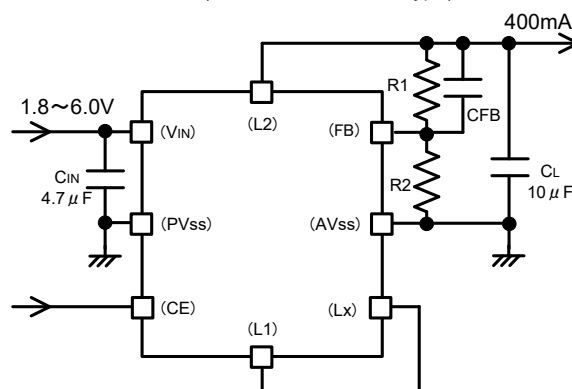 400mA
R1
CFB
1.8～6.0V
(L2)
(VIN)
(FB)
CIN
4.7μF
R2
CL
10μF
(PVss)
(AVss)
(CE)
(Lx)
(L1)